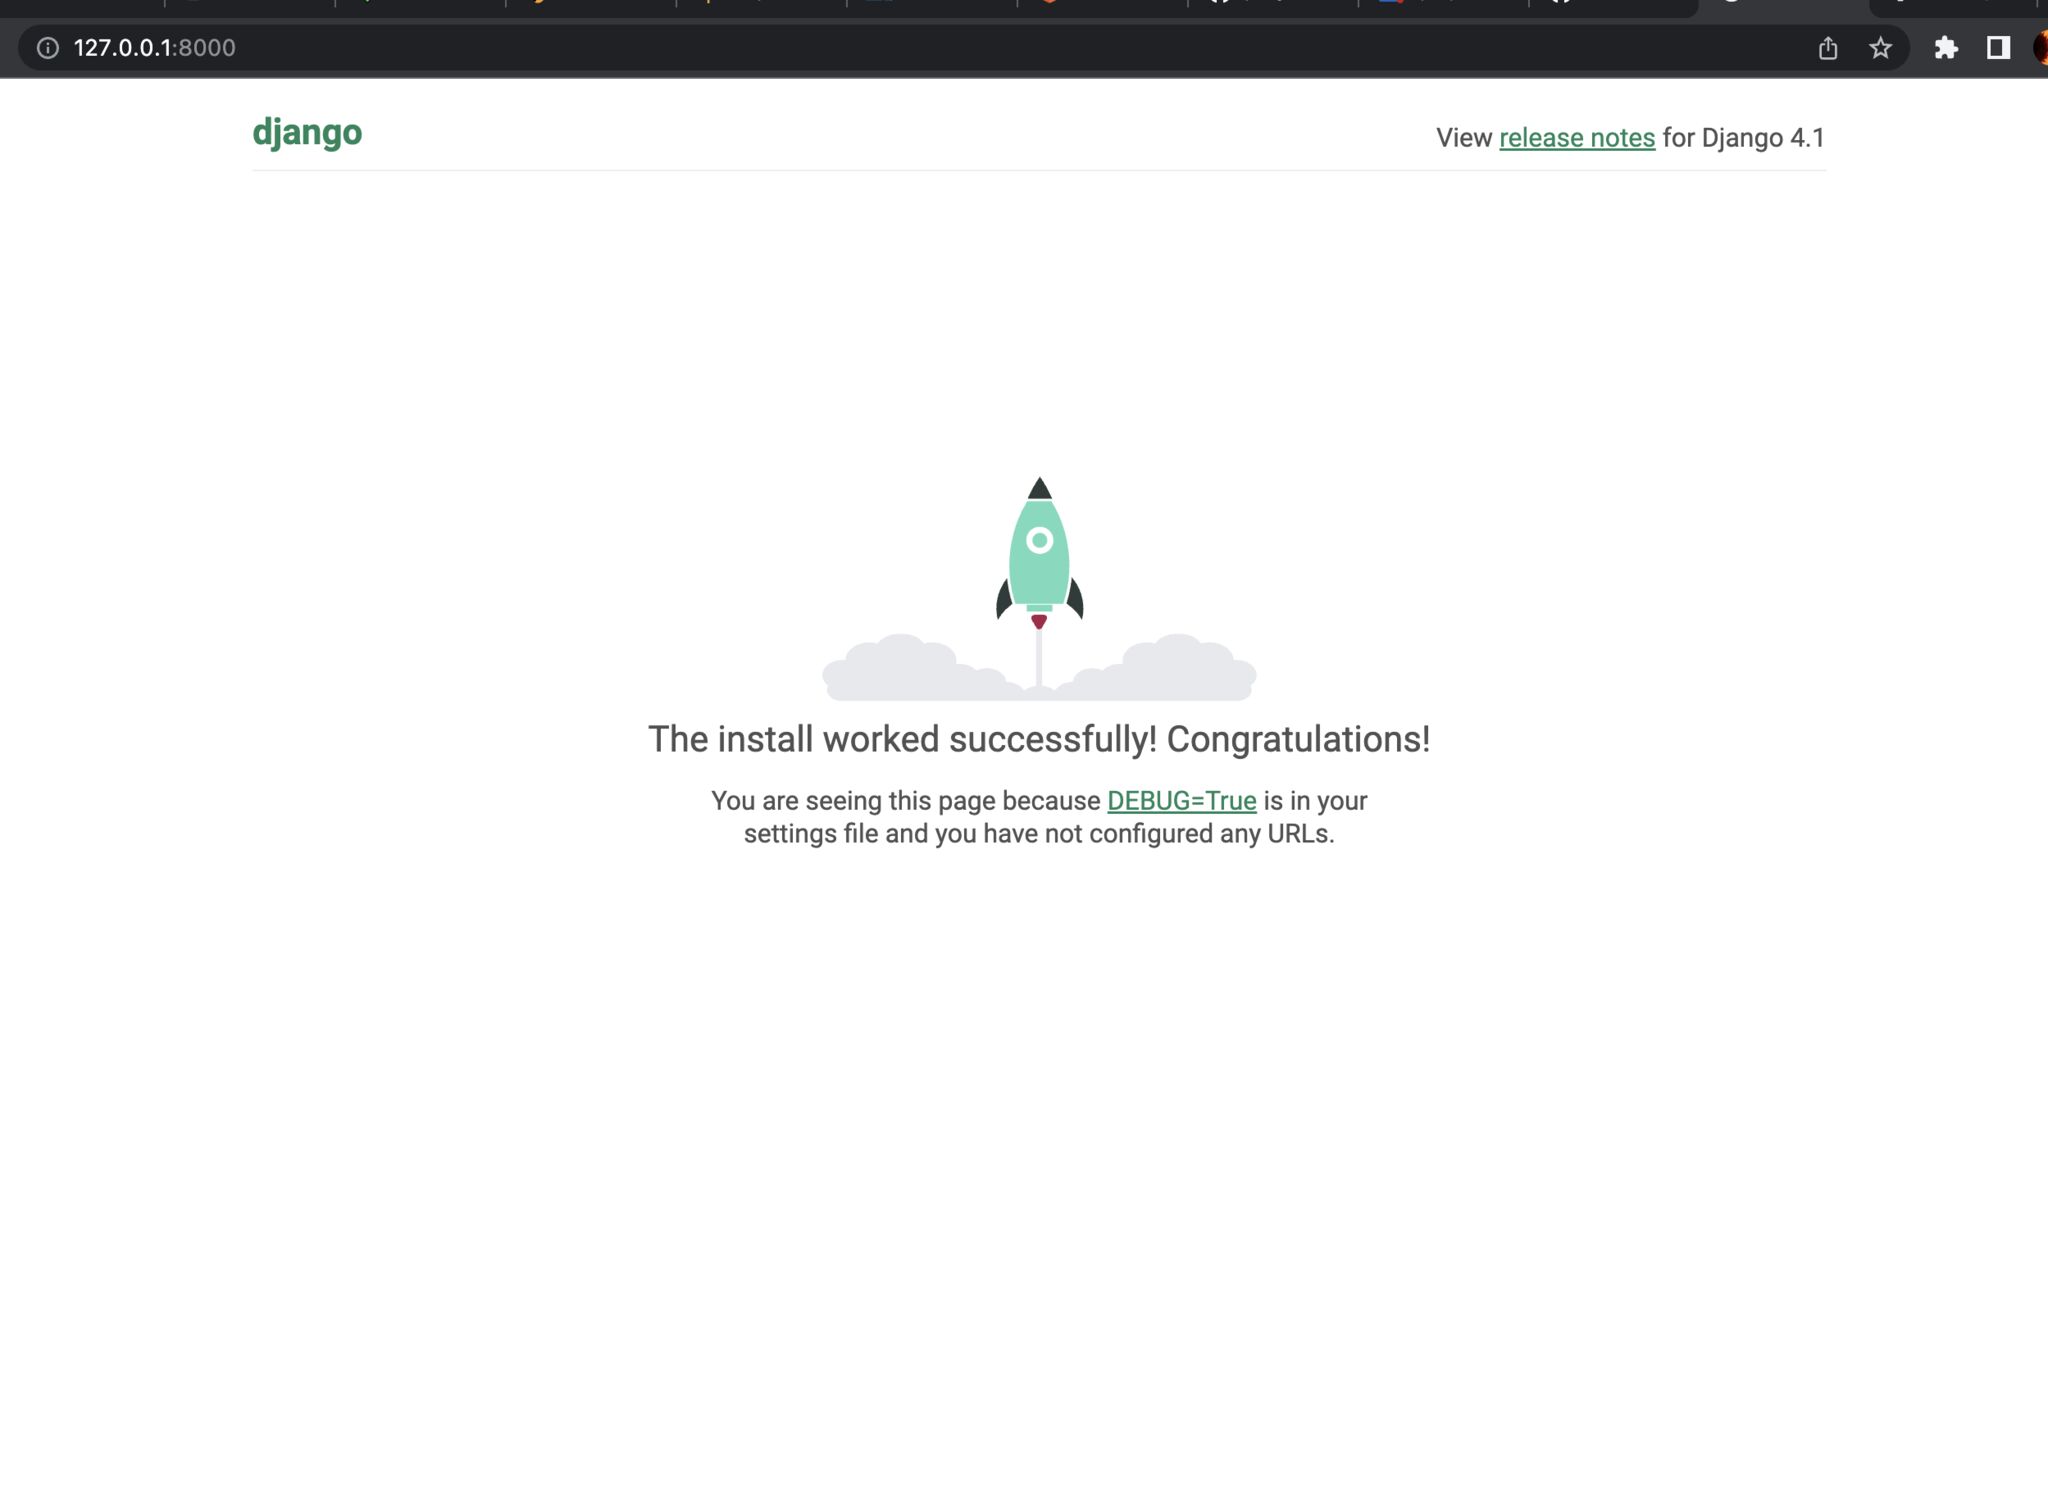 127.0.0.1:8000
django
View release notes for Django 4.1
The install worked successfully! Congratulations!
You are seeing this page because DEBUG=True is in your
settings file and you have not configured any URLs.